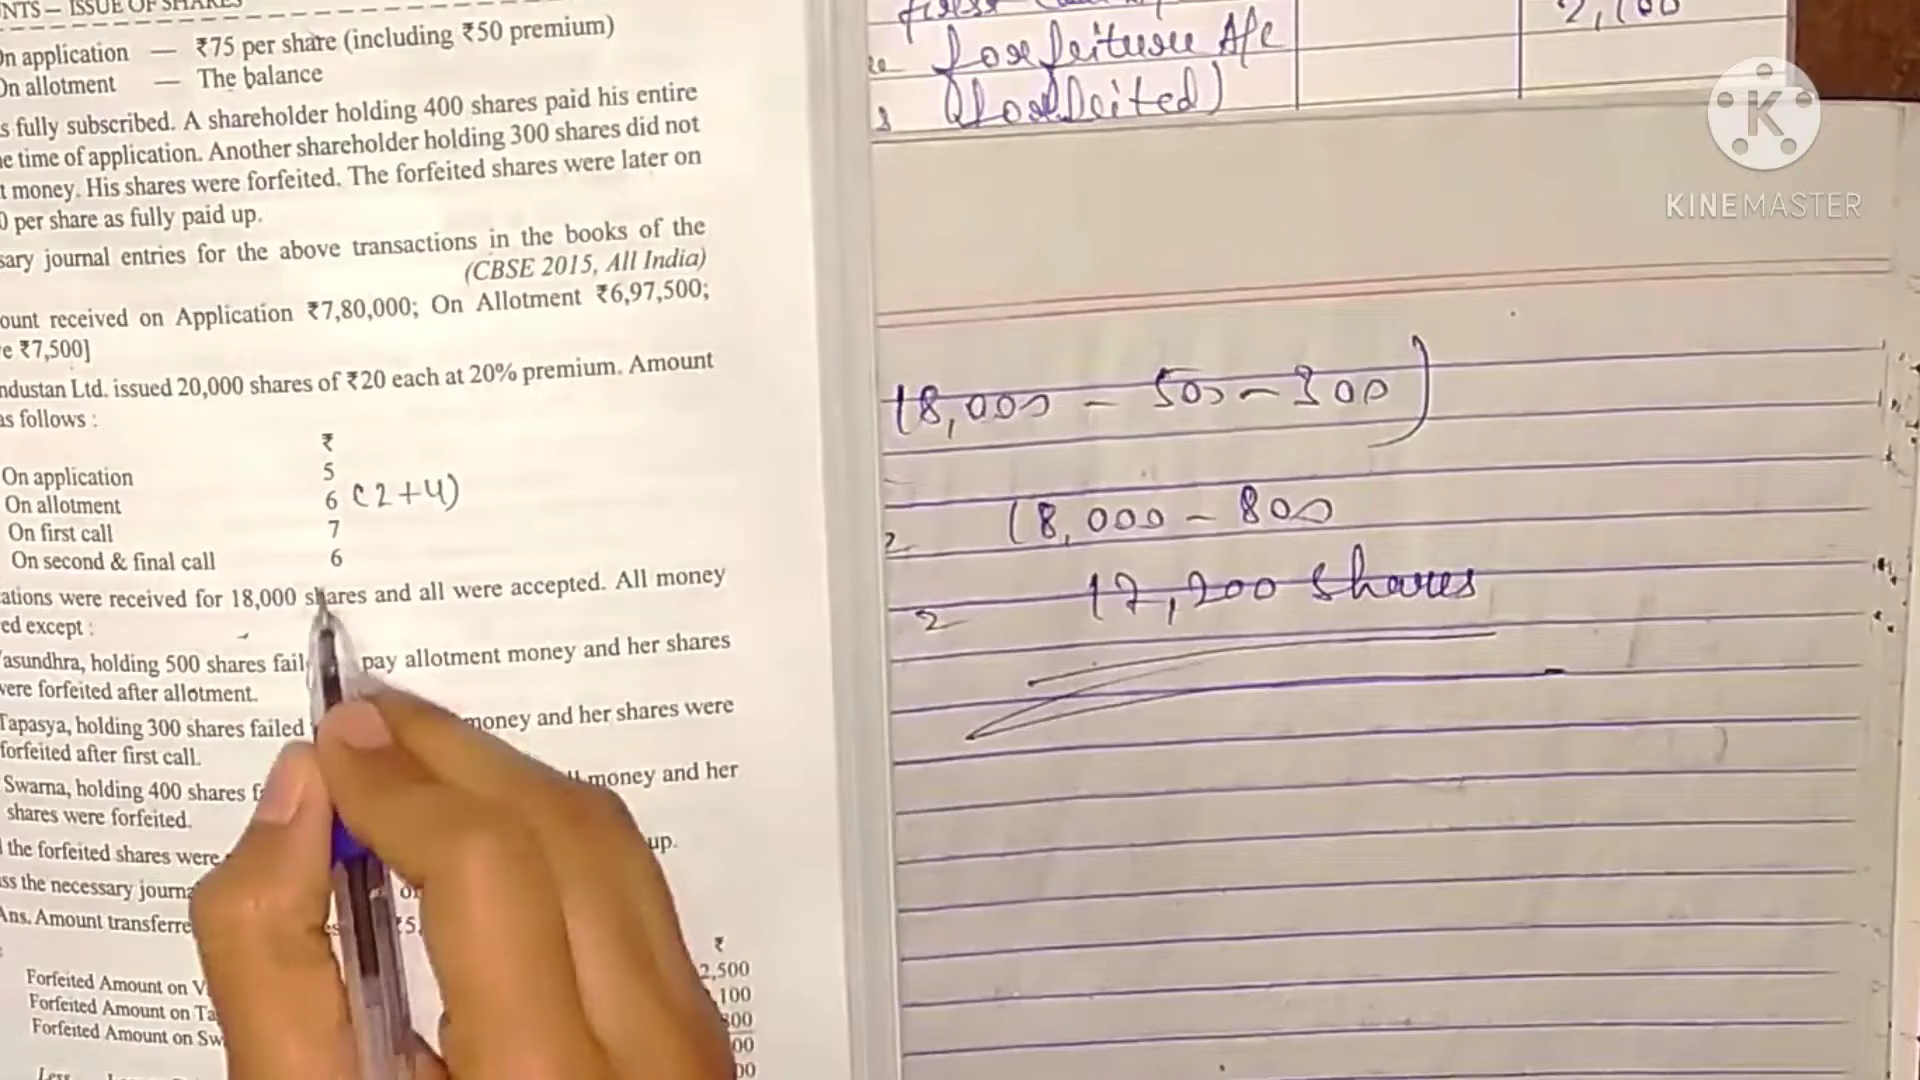 NTS — ISSUE OF SHARES
On application — ₹75 per share (including ₹50 premium)
On allotment — The balance
s fully subscribed. A shareholder holding 400 shares paid his entire
e time of application. Another shareholder holding 300 shares did not
t money. His shares were forfeited. The forfeited shares were later on
0 per share as fully paid up.
sary journal entries for the above transactions in the books of the
(CBSE 2015, All India)
ount received on Application ₹7,80,000; On Allotment ₹6,97,500;
e ₹7,500]
ndustan Ltd. issued 20,000 shares of ₹20 each at 20% premium. Amount
as follows :
₹
On application 5
On allotment 6 (2+4)
On first call 7
On second & final call 6
ations were received for 18,000 shares and all were accepted. All money
ed except :
Vasundhra, holding 500 shares fail pay allotment money and her shares
were forfeited after allotment.
Tapasya, holding 300 shares failed money and her shares were
forfeited after first call.
Swarna, holding 400 shares f money and her
shares were forfeited.
the forfeited shares were up.
ss the necessary journa
Ans. Amount transferre ₹5,
₹
Forfeited Amount on V 2,500
Forfeited Amount on Ta 100
Forfeited Amount on Sw 00
00
00
Less
forfeiture A/c
(forfeited)
2,100
K
KINEMASTER
18,000 - 500 - 300)
18,000 - 800
17,200 shares